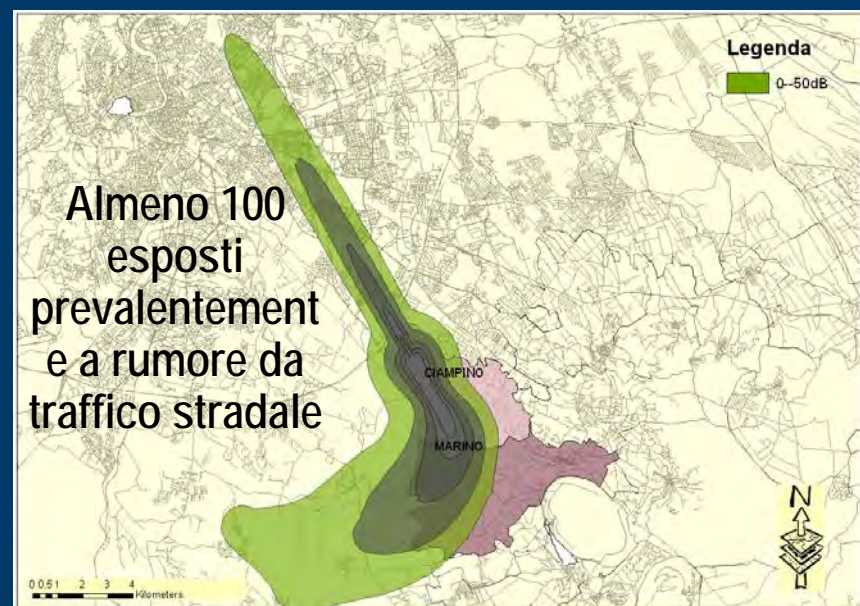 Legenda
0--50dB
Almeno 100
esposti
prevalentement
e a rumore da
traffico stradale
CIAMPINO
MARINO
N
0 0.5 1 2 3 4
Kilometers